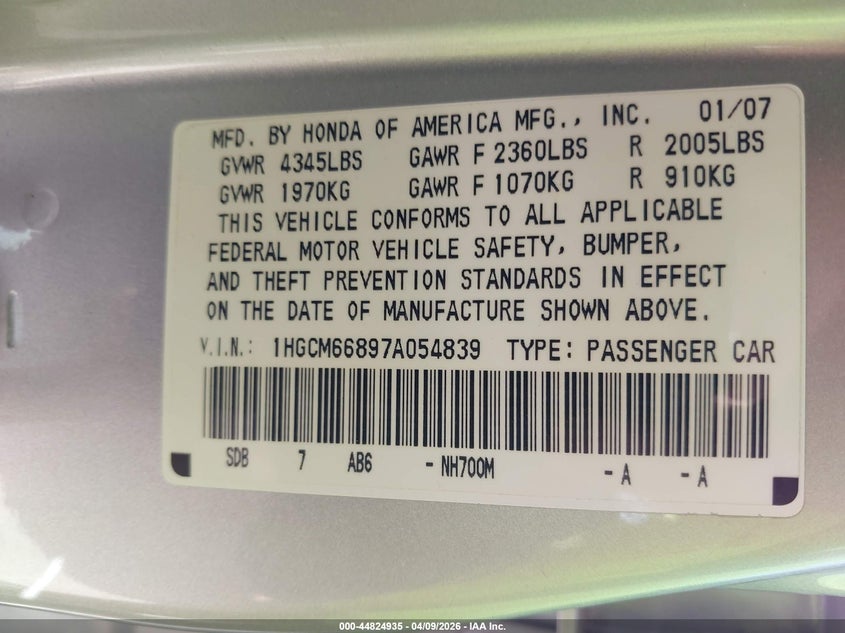 MFD. BY HONDA OF AMERICA MFG., INC. 01/07
GVWR 4345LBS GAWR F 2360LBS R 2005LBS
GVWR 1970KG GAWR F 1070KG R 910KG
THIS VEHICLE CONFORMS TO ALL APPLICABLE
FEDERAL MOTOR VEHICLE SAFETY, BUMPER,
AND THEFT PREVENTION STANDARDS IN EFFECT
ON THE DATE OF MANUFACTURE SHOWN ABOVE.
V.I.N.: 1HGCM66897A054839 TYPE: PASSENGER CAR
SDB 7 AB6 - NH700M - A - A
000-44824935 - 04/09/2026 - IAA Inc.